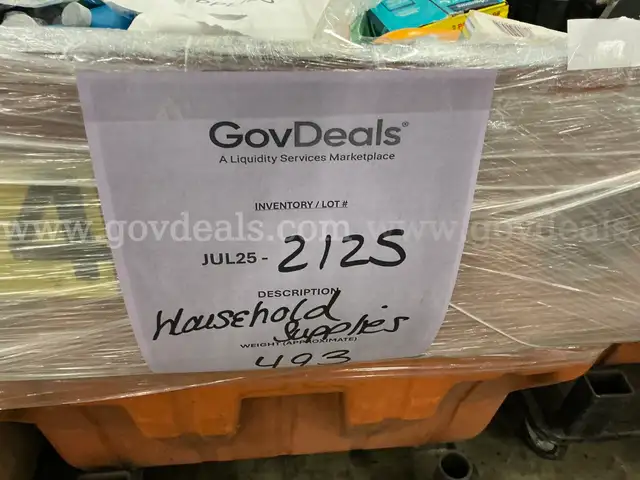 GovDeals®
A Liquidity Services Marketplace
INVENTORY / LOT #
www.govdeals.com www.govdeals.com
JUL25 - 2125
DESCRIPTION
Household
Supplies
WEIGHT (APPROXIMATE)
493